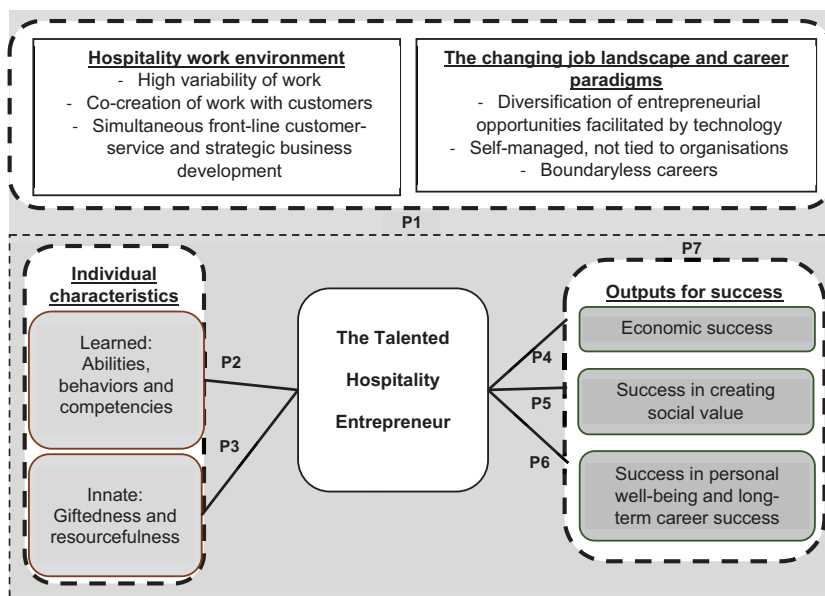 Hospitality work environment
- High variability of work
- Co-creation of work with customers
- Simultaneous front-line customer-
service and strategic business
development
The changing job landscape and career
paradigms
- Diversification of entrepreneurial
opportunities facilitated by technology
- Self-managed, not tied to organisations
- Boundaryless careers
P1
Individual
characteristics
Learned:
Abilities,
behaviors and
competencies
Innate:
Giftedness and
resourcefulness
P2
P3
The Talented
Hospitality
Entrepreneur
P4
P5
P6
P7
Outputs for success
Economic success
Success in creating
social value
Success in personal
well-being and long-
term career success